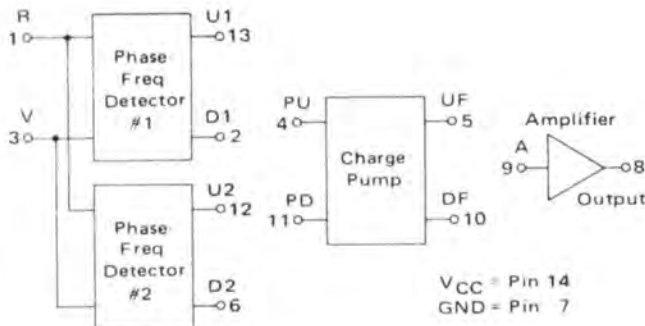 R
1
V
3
Phase
Freq
Detector
#1
U1
13
D1
2
Phase
Freq
Detector
#2
U2
12
D2
6
PU
4
PD
11
Charge
Pump
UF
5
DF
10
Amplifier
A
9
8
Output
VCC = Pin 14
GND = Pin 7